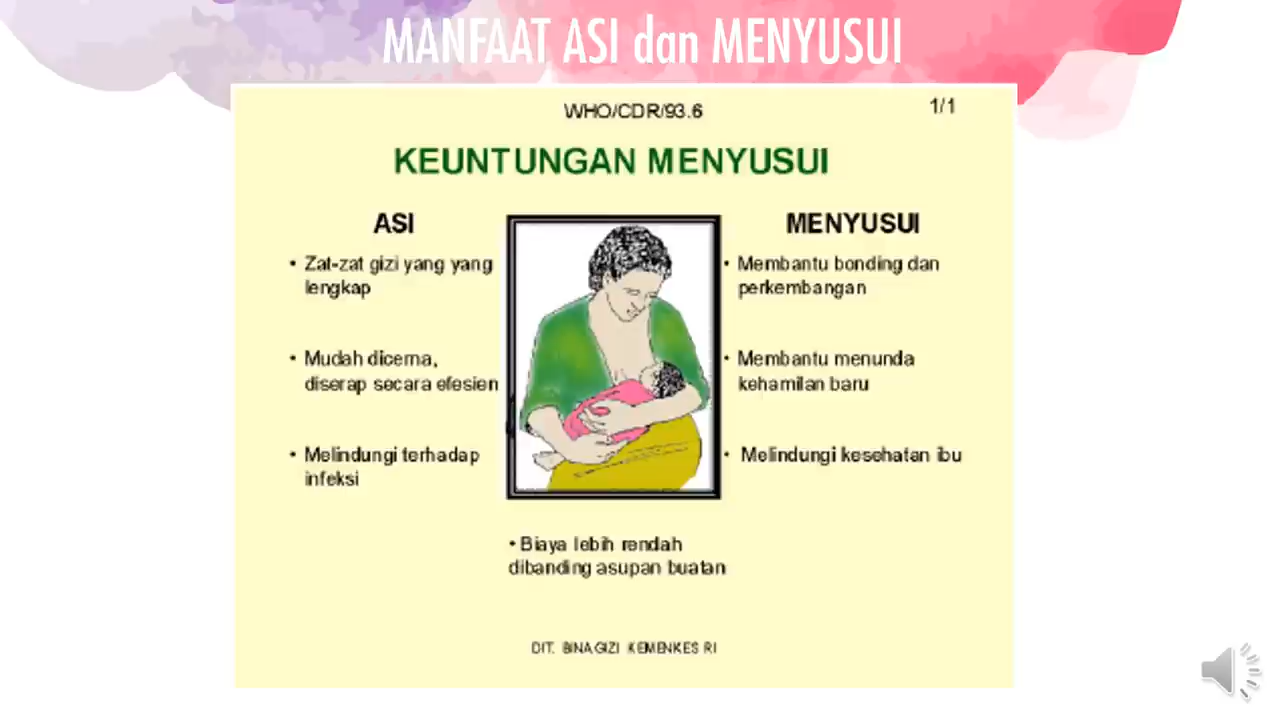 MANFAAT ASI dan MENYUSUI
WHO/CDR/93.6
1/1
KEUNTUNGAN MENYUSUI
ASI
• Zat-zat gizi yang yang
lengkap
• Mudah dicerna,
diserap secara efesien
• Melindungi terhadap
infeksi
MENYUSUI
• Membantu bonding dan
perkembangan
• Membantu menunda
kehamilan baru
• Melindungi kesehatan ibu
• Biaya lebih rendah
dibanding asupan buatan
DIT. BINA GIZI KEMENKES RI